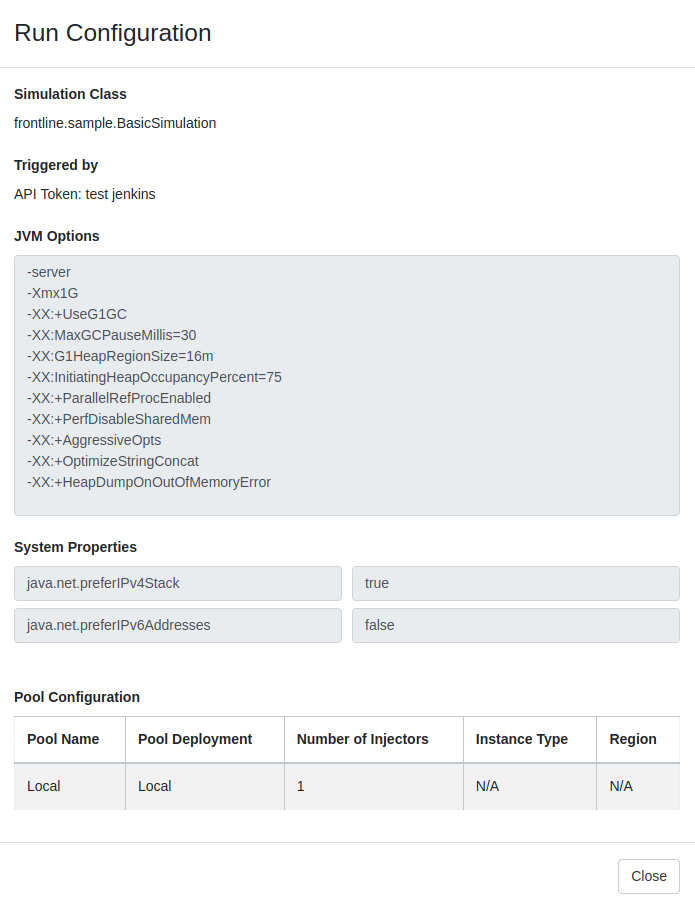 Run Configuration
Simulation Class
frontline.sample.BasicSimulation
Triggered by
API Token: test jenkins
JVM Options
-server
-Xmx1G
-XX:+UseG1GC
-XX:MaxGCPauseMillis=30
-XX:G1HeapRegionSize=16m
-XX:InitiatingHeapOccupancyPercent=75
-XX:+ParallelRefProcEnabled
-XX:+PerfDisableSharedMem
-XX:+AggressiveOpts
-XX:+OptimizeStringConcat
-XX:+HeapDumpOnOutOfMemoryError
System Properties
java.net.preferIPv4Stack true
java.net.preferIPv6Addresses false
Pool Configuration
Pool Name Pool Deployment Number of Injectors Instance Type Region
Local Local 1 N/A N/A
Close